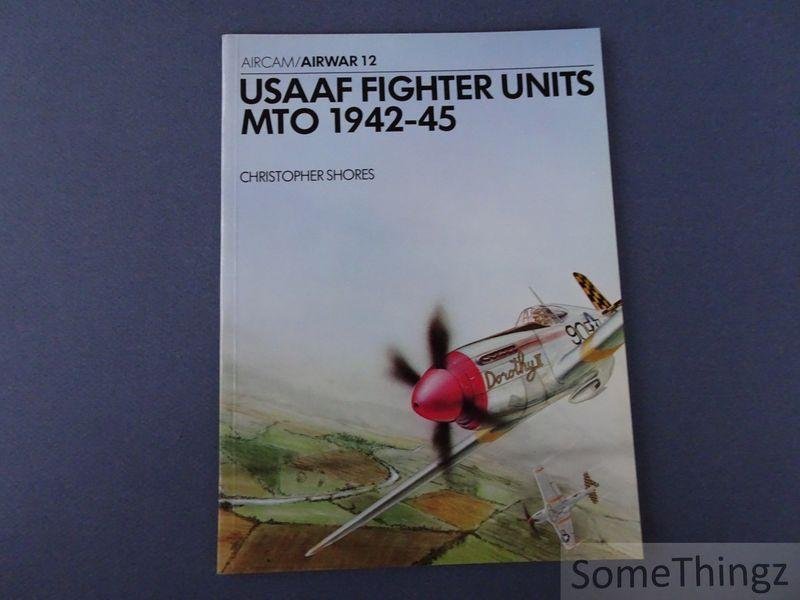 AIRCAM/AIRWAR 12
USAAF FIGHTER UNITS
MTO 1942-45
CHRISTOPHER SHORES
Dorothy II
SomeThingz